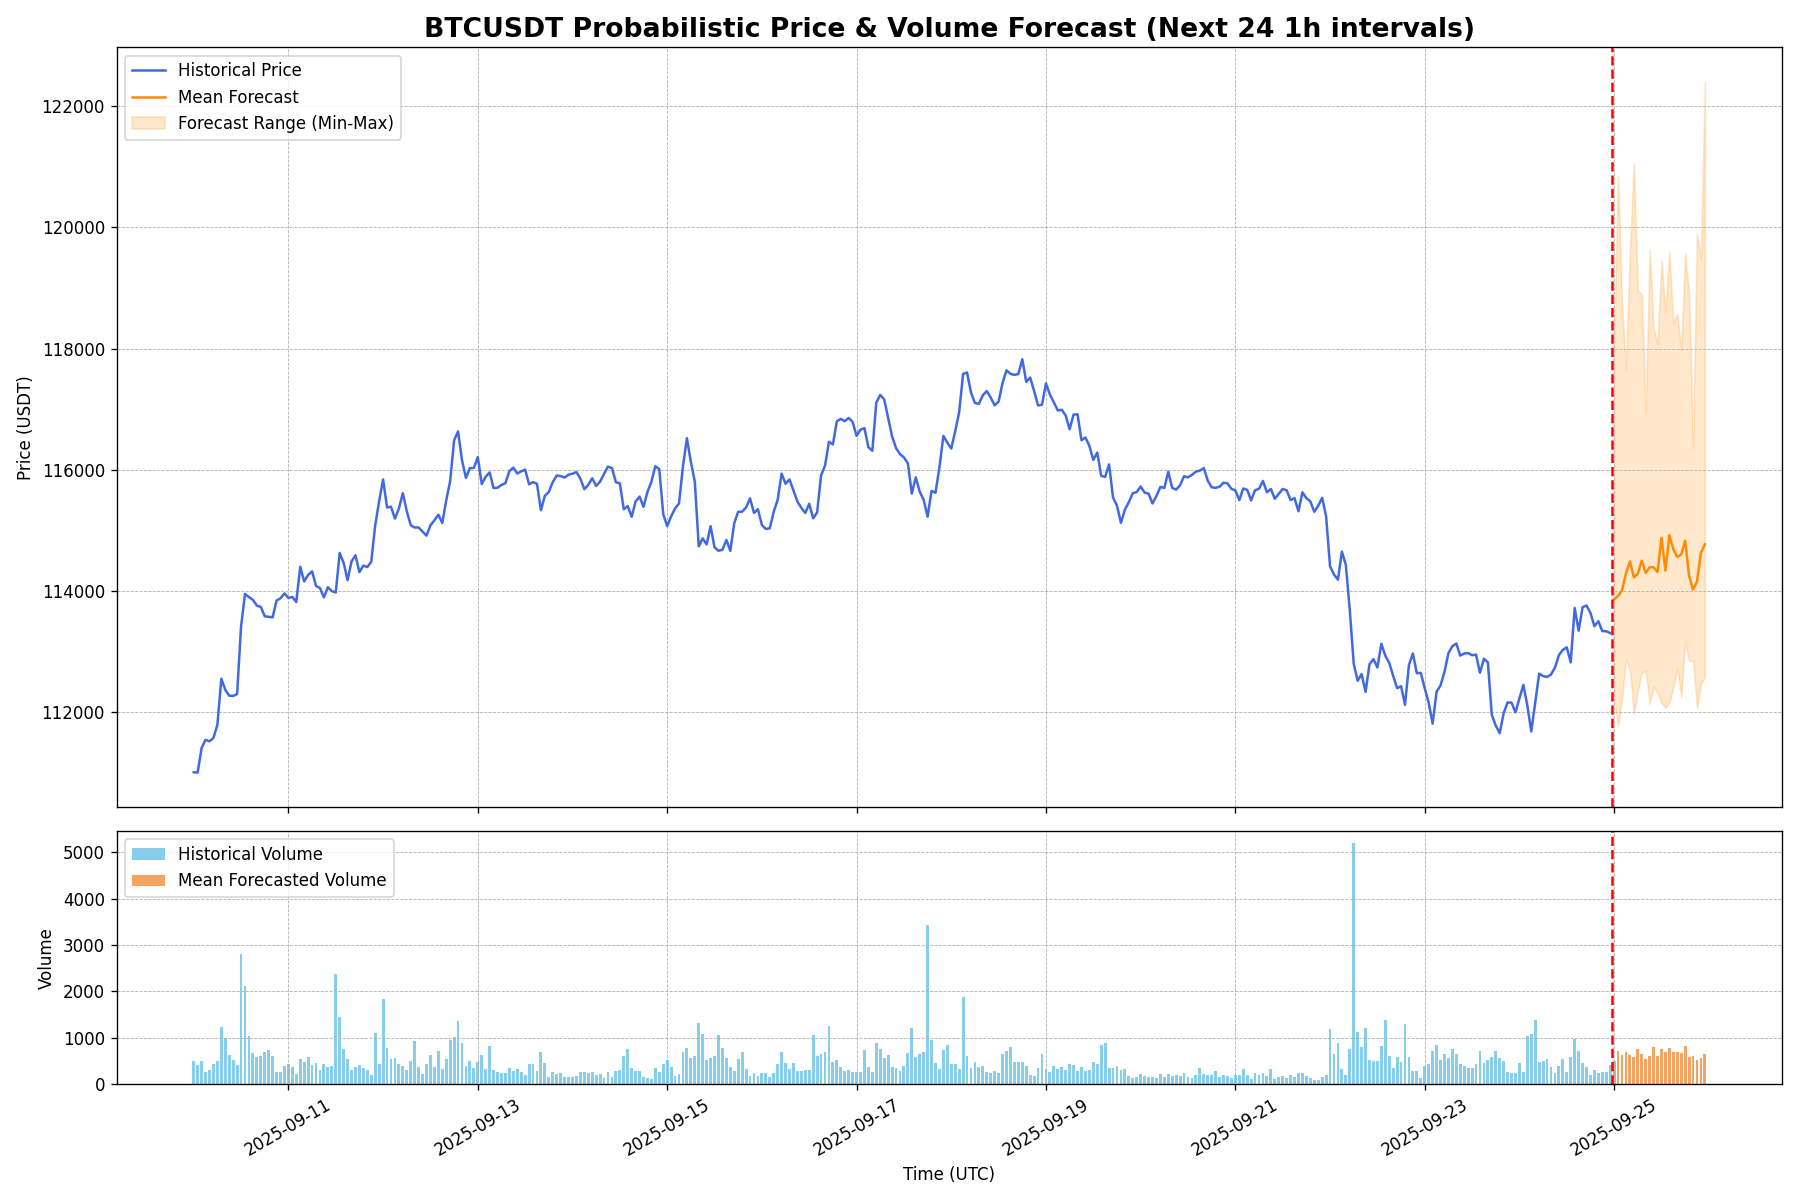 BTCUSDT Probabilistic Price & Volume Forecast (Next 24 1h intervals)
Historical Price
Mean Forecast
Forecast Range (Min-Max)
122000
120000
118000
116000
114000
112000
Price (USDT)
Historical Volume
Mean Forecasted Volume
5000
4000
3000
2000
1000
0
Volume
2025-09-11
2025-09-13
2025-09-15
2025-09-17
2025-09-19
2025-09-21
2025-09-23
2025-09-25
Time (UTC)